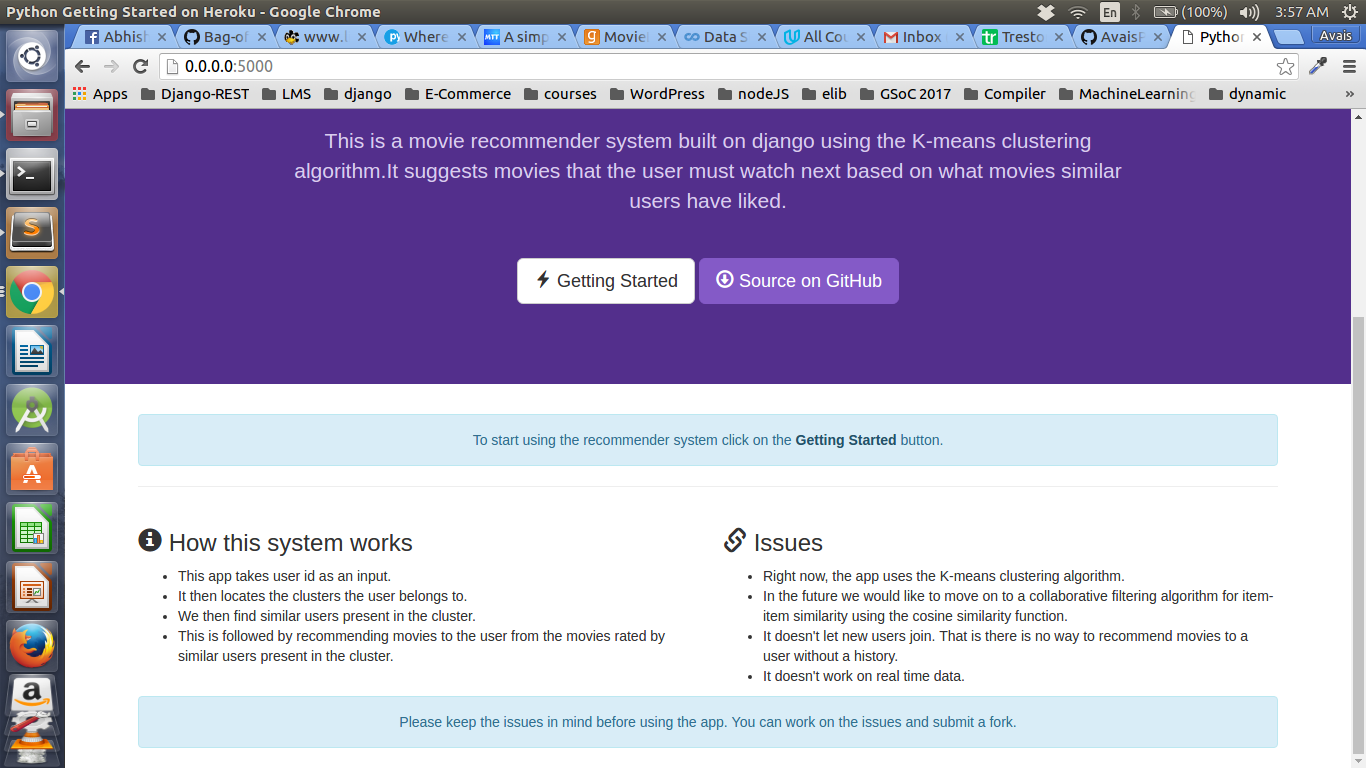 Python Getting Started on Heroku - Google Chrome
En (100%) 3:57 AM
Abhish Bag-of www.l Where A simp Movie Data S All Cou Inbox Tresto AvaisP Python Avais
0.0.0.0:5000
Apps Django-REST LMS django E-Commerce courses WordPress nodeJS elib GSoC 2017 Compiler MachineLearning dynamic »
This is a movie recommender system built on django using the K-means clustering
algorithm.It suggests movies that the user must watch next based on what movies similar
users have liked.
Getting Started Source on GitHub
To start using the recommender system click on the Getting Started button.
How this system works
• This app takes user id as an input.
• It then locates the clusters the user belongs to.
• We then find similar users present in the cluster.
• This is followed by recommending movies to the user from the movies rated by
similar users present in the cluster.
Issues
• Right now, the app uses the K-means clustering algorithm.
• In the future we would like to move on to a collaborative filtering algorithm for item-
item similarity using the cosine similarity function.
• It doesn't let new users join. That is there is no way to recommend movies to a
user without a history.
• It doesn't work on real time data.
Please keep the issues in mind before using the app. You can work on the issues and submit a fork.